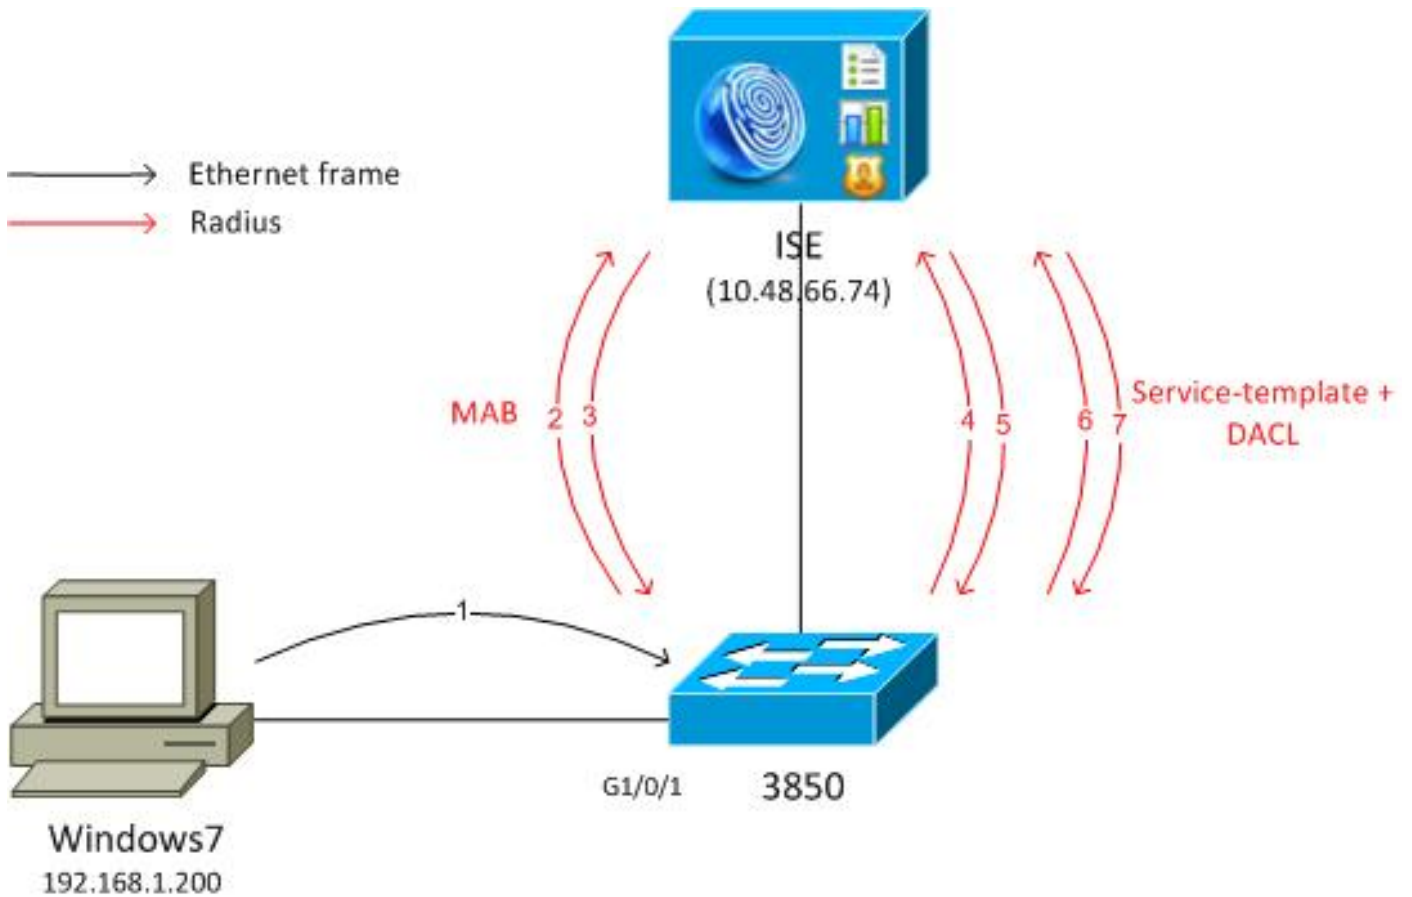 Ethernet frame
Radius
ISE
(10.48.66.74)
MAB
2
3
4
5
6
7
Service-template +
DACL
1
G1/0/1
3850
Windows7
192.168.1.200